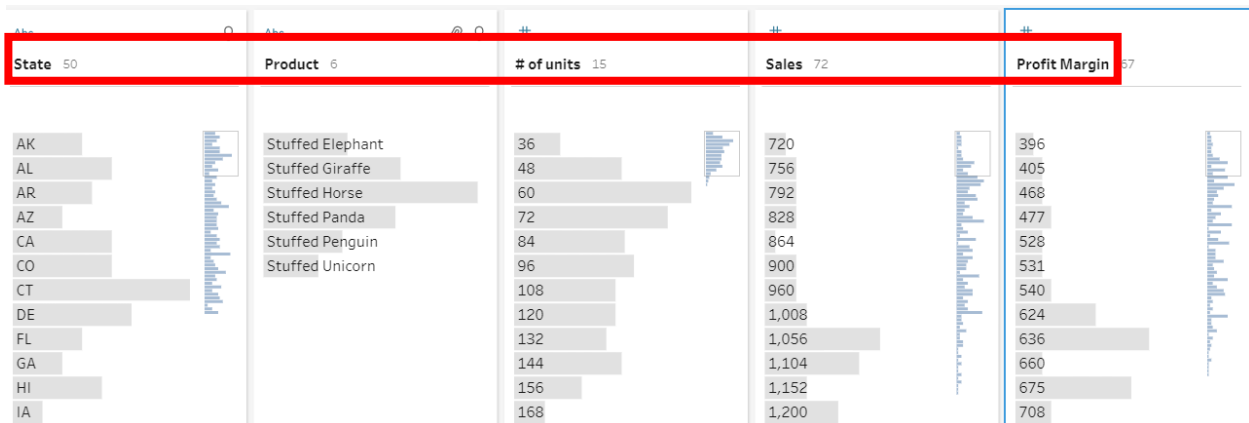 Abc Abc # # #
State 50 Product 6 # of units 15 Sales 72 Profit Margin 67
AK Stuffed Elephant 36 720 396
AL Stuffed Giraffe 48 756 405
AR Stuffed Horse 60 792 468
AZ Stuffed Panda 72 828 477
CA Stuffed Penguin 84 864 528
CO Stuffed Unicorn 96 900 531
CT 108 960 540
DE 120 1,008 624
FL 132 1,056 636
GA 144 1,104 660
HI 156 1,152 675
IA 168 1,200 708